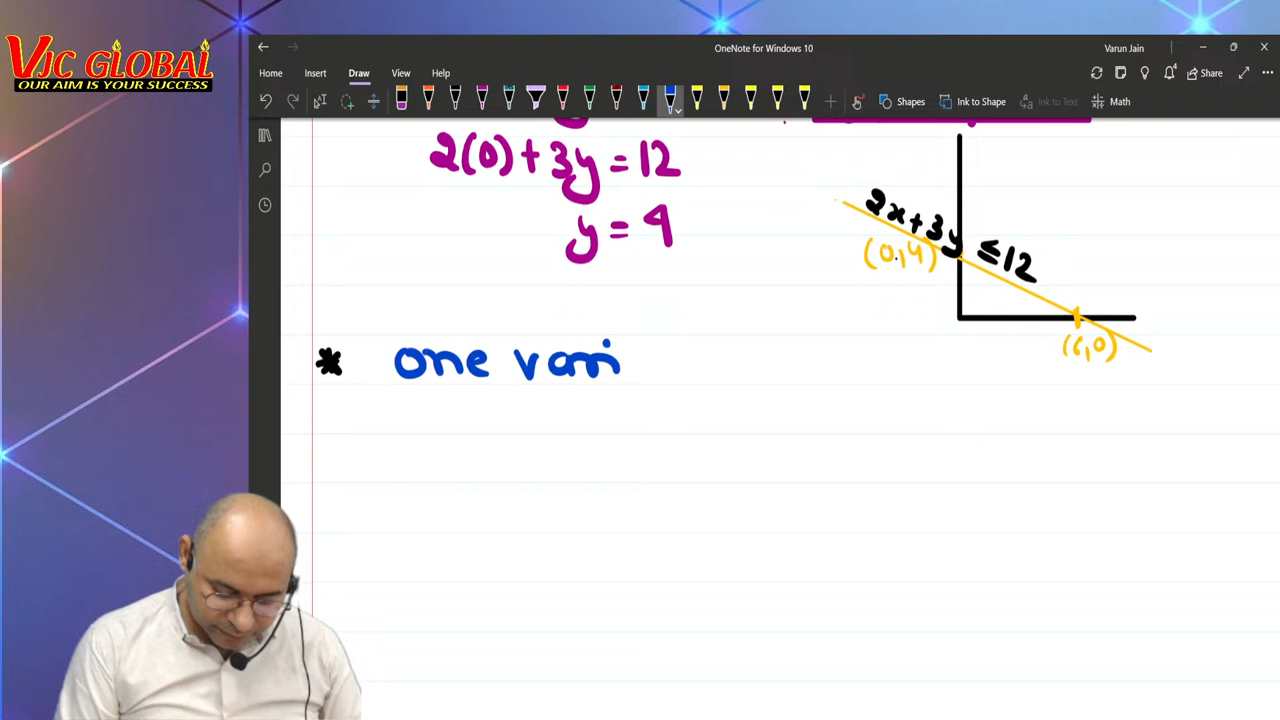 VJC GLOBAL
OUR AIM IS YOUR SUCCESS
OneNote for Windows 10
Varun Jain
Home Insert Draw View Help
Share
Shapes Ink to Shape Ink to Text Math
2(0) + 3y = 12
y = 4
2x+3y ≤12
(0,4)
(6,0)
* one vari